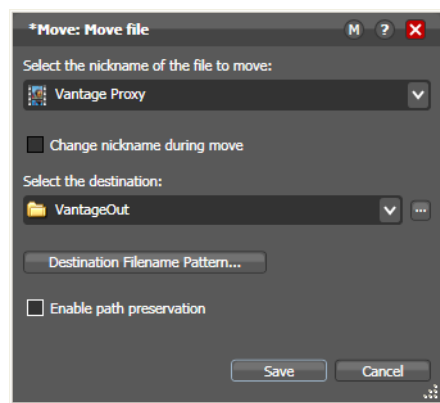 *Move: Move file M ? X
Select the nickname of the file to move:
Vantage Proxy
Change nickname during move
Select the destination:
VantageOut ...
Destination Filename Pattern...
Enable path preservation
Save Cancel